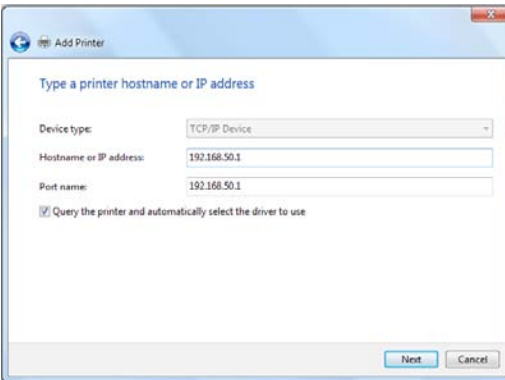 Add Printer
Type a printer hostname or IP address
Device type: TCP/IP Device
Hostname or IP address: 192.168.50.1
Port name: 192.168.50.1
Query the printer and automatically select the driver to use
Next Cancel